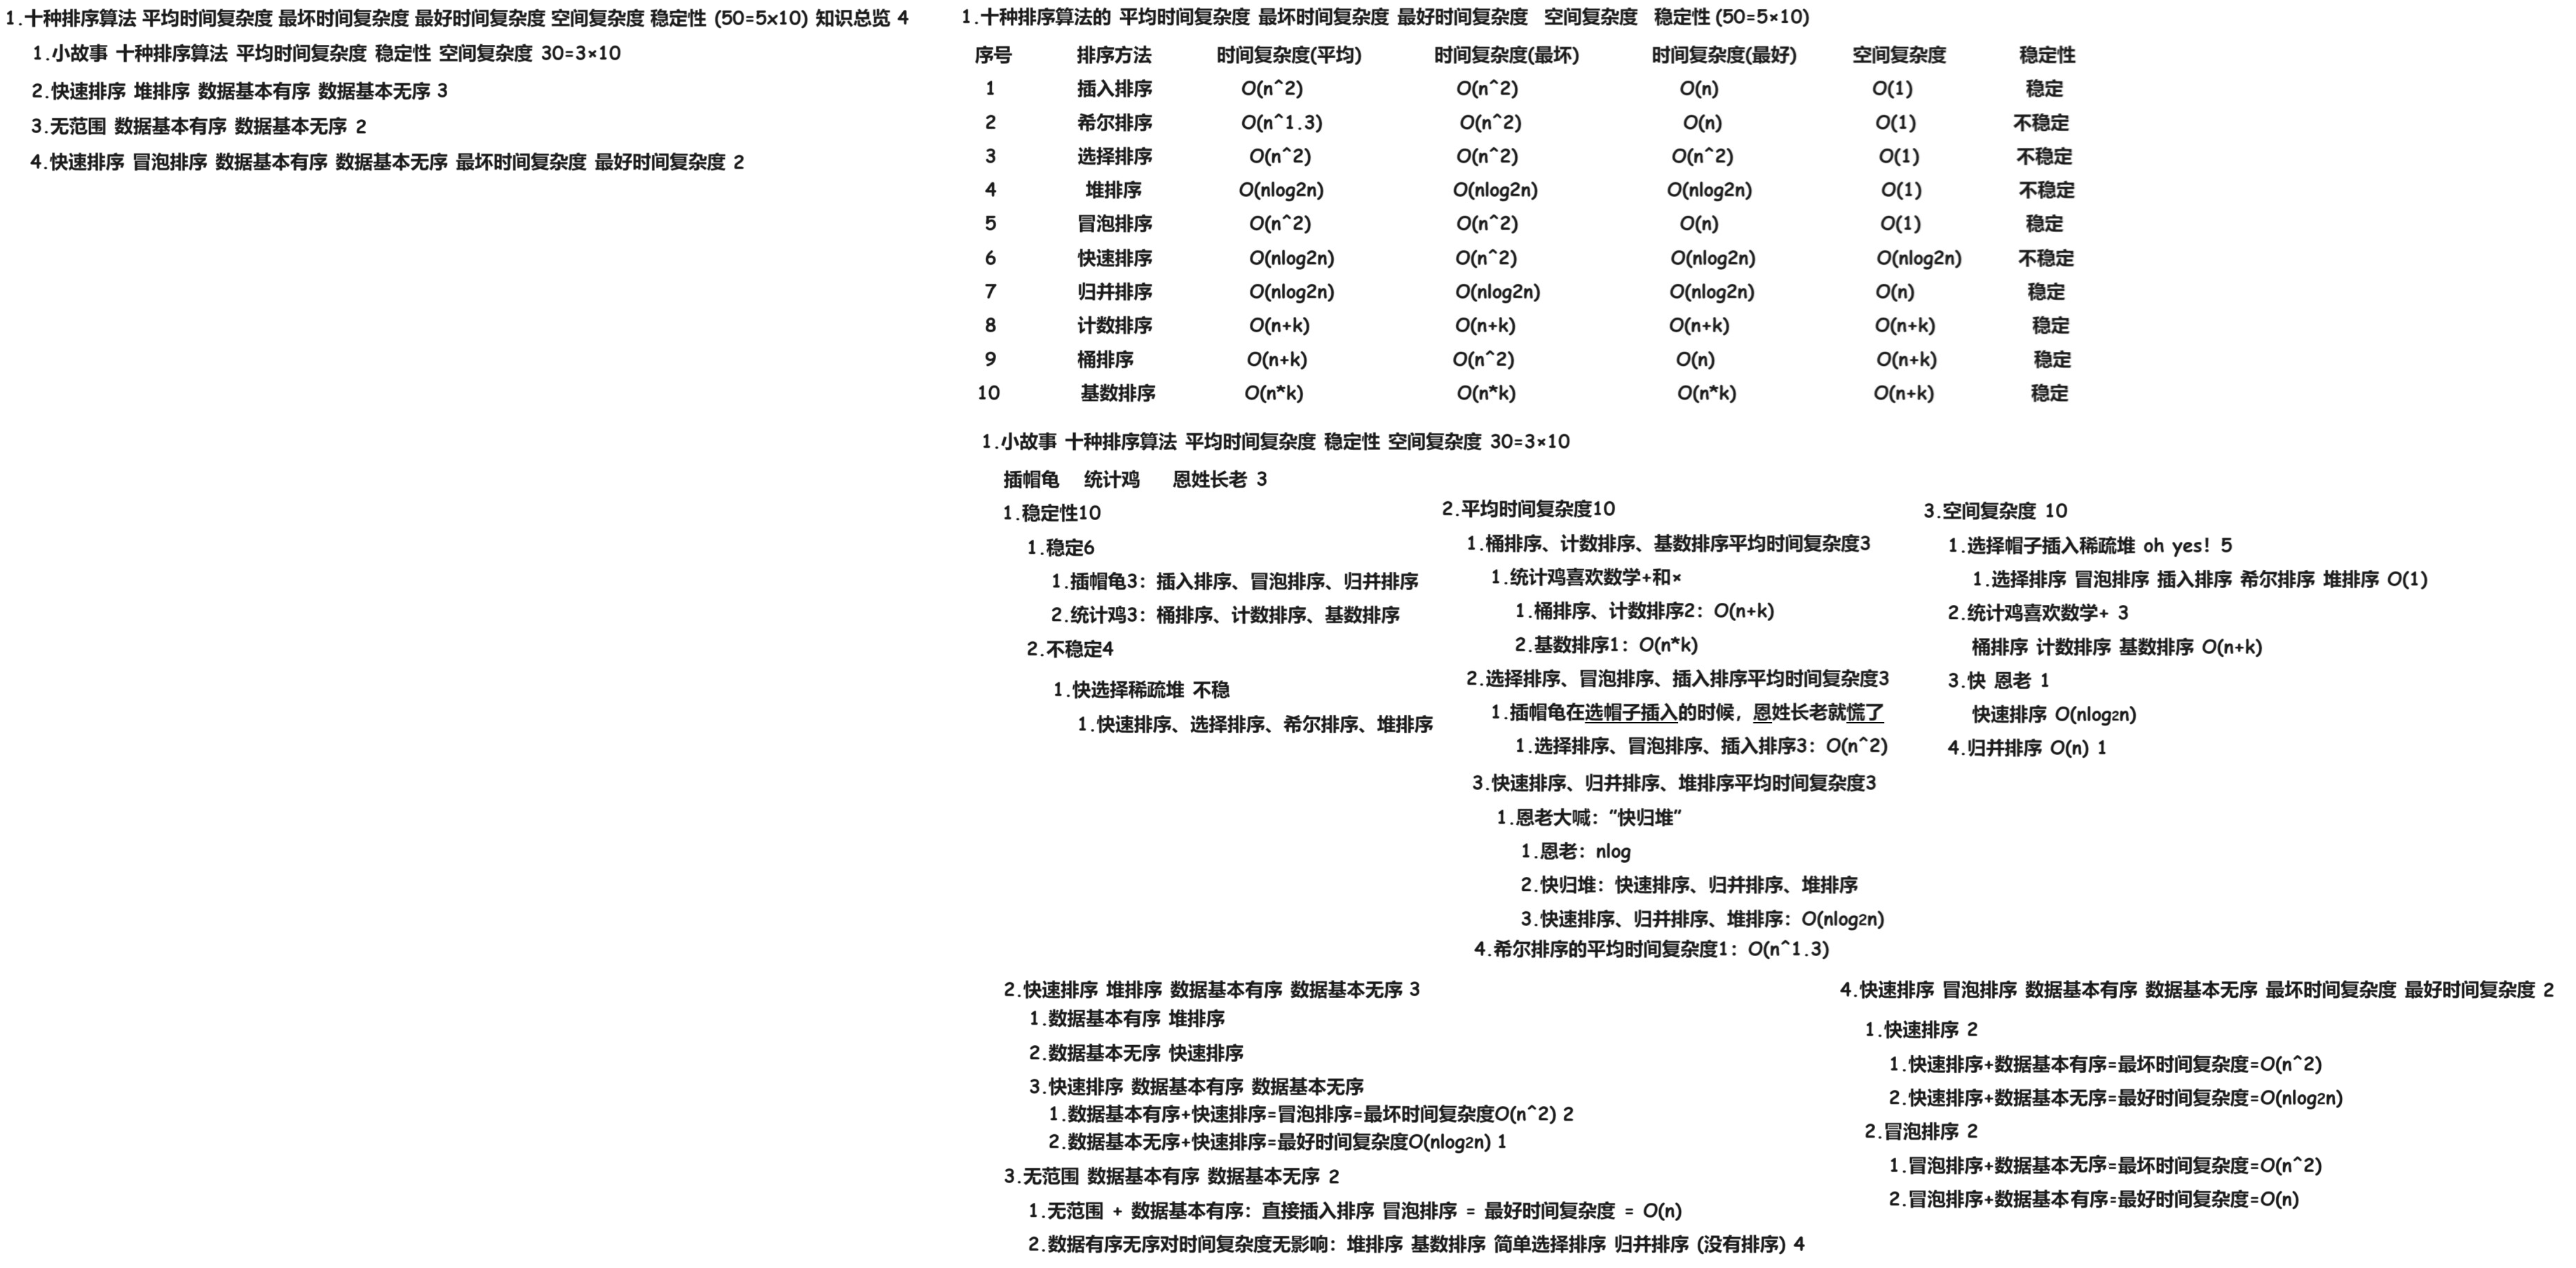 1.十种排序算法 平均时间复杂度 最坏时间复杂度 最好时间复杂度 空间复杂度 稳定性 (50=5x10) 知识总览 4
1.小故事 十种排序算法 平均时间复杂度 稳定性 空间复杂度 30=3×10
2.快速排序 堆排序 数据基本有序 数据基本无序 3
3.无范围 数据基本有序 数据基本无序 2
4.快速排序 冒泡排序 数据基本有序 数据基本无序 最坏时间复杂度 最好时间复杂度 2
1.十种排序算法的 平均时间复杂度 最坏时间复杂度 最好时间复杂度 空间复杂度 稳定性 (50=5×10)
序号 排序方法 时间复杂度(平均) 时间复杂度(最坏) 时间复杂度(最好) 空间复杂度 稳定性
1 插入排序 O(n^2) O(n^2) O(n) O(1) 稳定
2 希尔排序 O(n^1.3) O(n^2) O(n) O(1) 不稳定
3 选择排序 O(n^2) O(n^2) O(n^2) O(1) 不稳定
4 堆排序 O(nlog2n) O(nlog2n) O(nlog2n) O(1) 不稳定
5 冒泡排序 O(n^2) O(n^2) O(n) O(1) 稳定
6 快速排序 O(nlog2n) O(n^2) O(nlog2n) O(nlog2n) 不稳定
7 归并排序 O(nlog2n) O(nlog2n) O(nlog2n) O(n) 稳定
8 计数排序 O(n+k) O(n+k) O(n+k) O(n+k) 稳定
9 桶排序 O(n+k) O(n^2) O(n) O(n+k) 稳定
10 基数排序 O(n*k) O(n*k) O(n*k) O(n+k) 稳定
1.小故事 十种排序算法 平均时间复杂度 稳定性 空间复杂度 30=3×10
插帽龟 统计鸡 恩姓长老 3
1.稳定性10
1.稳定6
1.插帽龟3：插入排序、冒泡排序、归并排序
2.统计鸡3：桶排序、计数排序、基数排序
2.不稳定4
1.快选择稀疏堆 不稳
1.快速排序、选择排序、希尔排序、堆排序
2.平均时间复杂度10
1.桶排序、计数排序、基数排序平均时间复杂度3
1.统计鸡喜欢数学+和×
1.桶排序、计数排序2：O(n+k)
2.基数排序1：O(n*k)
2.选择排序、冒泡排序、插入排序平均时间复杂度3
1.插帽龟在选帽子插入的时候，恩姓长老就慌了
1.选择排序、冒泡排序、插入排序3：O(n^2)
3.快速排序、归并排序、堆排序平均时间复杂度3
1.恩老大喊：“快归堆”
1.恩老：nlog
2.快归堆：快速排序、归并排序、堆排序
3.快速排序、归并排序、堆排序：O(nlog2n)
4.希尔排序的平均时间复杂度1：O(n^1.3)
3.空间复杂度 10
1.选择帽子插入稀疏堆 oh yes! 5
1.选择排序 冒泡排序 插入排序 希尔排序 堆排序 O(1)
2.统计鸡喜欢数学+ 3
桶排序 计数排序 基数排序 O(n+k)
3.快 恩老 1
快速排序 O(nlog2n)
4.归并排序 O(n) 1
2.快速排序 堆排序 数据基本有序 数据基本无序 3
1.数据基本有序 堆排序
2.数据基本无序 快速排序
3.快速排序 数据基本有序 数据基本无序
1.数据基本有序+快速排序=冒泡排序=最坏时间复杂度O(n^2) 2
2.数据基本无序+快速排序=最好时间复杂度O(nlog2n) 1
3.无范围 数据基本有序 数据基本无序 2
1.无范围 + 数据基本有序：直接插入排序 冒泡排序 = 最好时间复杂度 = O(n)
2.数据有序无序对时间复杂度无影响：堆排序 基数排序 简单选择排序 归并排序 (没有排序) 4
4.快速排序 冒泡排序 数据基本有序 数据基本无序 最坏时间复杂度 最好时间复杂度 2
1.快速排序 2
1.快速排序+数据基本有序=最坏时间复杂度=O(n^2)
2.快速排序+数据基本无序=最好时间复杂度=O(nlog2n)
2.冒泡排序 2
1.冒泡排序+数据基本无序=最坏时间复杂度=O(n^2)
2.冒泡排序+数据基本有序=最好时间复杂度=O(n)